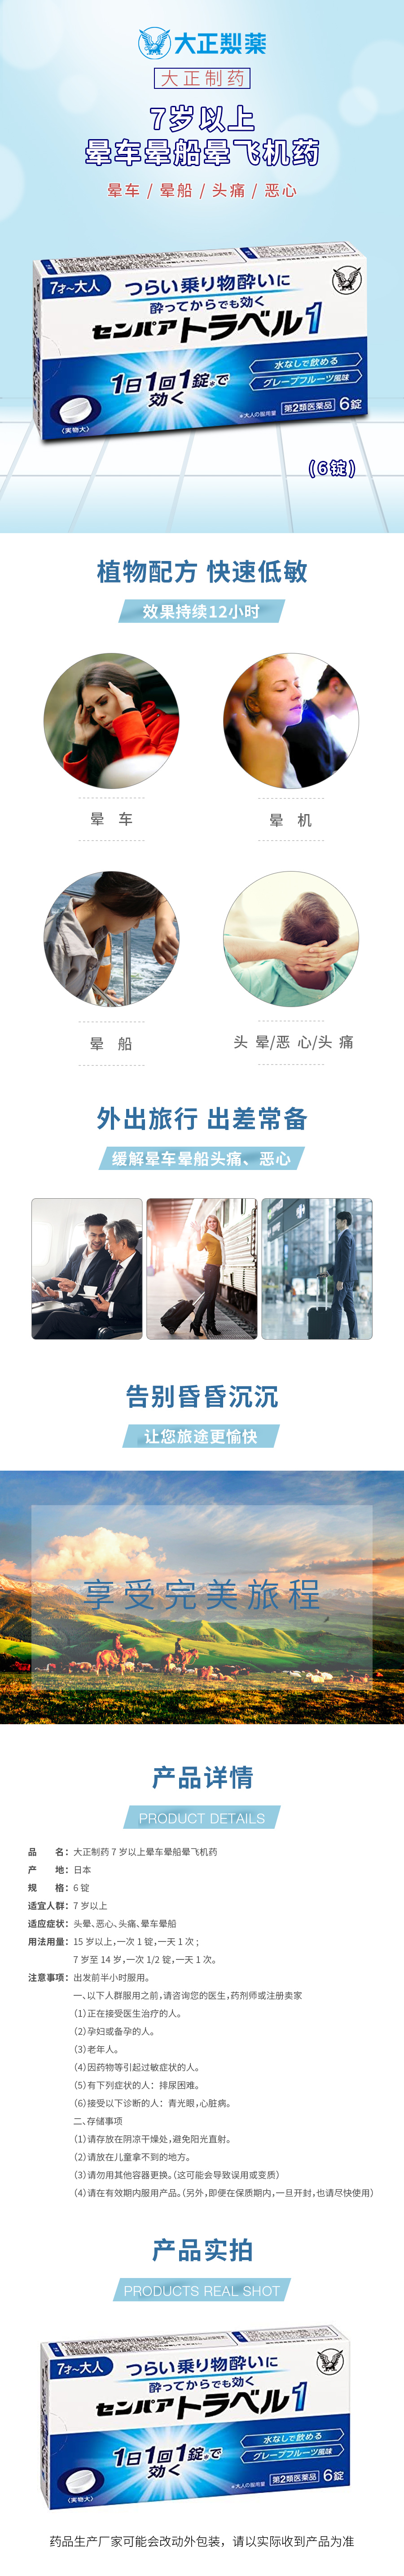 大正製薬
大正制药
7岁以上
晕车晕船晕飞机药
晕车 / 晕船 / 头痛 / 恶心
7才~大人
つらい乗り物酔いに
酔ってからでも効く
センパア トラベル1
1日1回1錠*で
効く
水なしで飲める
グレープフルーツ風味
*大人の服用量
第2類医薬品
6錠
〈実物大〉
(6锭)
植物配方 快速低敏
效果持续12小时
晕 车
晕 机
晕 船
头 晕/恶 心/头 痛
外出旅行 出差常备
缓解晕车晕船头痛、恶心
告别昏昏沉沉
让您旅途更愉快
享受完美旅程
产品详情
PRODUCT DETAILS
品 名：大正制药 7 岁以上晕车晕船晕飞机药
产 地：日本
规 格：6 锭
适宜人群：7 岁以上
适应症状：头晕、恶心、头痛、晕车晕船
用法用量：15 岁以上，一次 1 锭，一天 1 次；
7 岁至 14 岁，一次 1/2 锭，一天 1 次。
注意事项：出发前半小时服用。
一、以下人群服用之前，请咨询您的医生，药剂师或注册卖家
（1）正在接受医生治疗的人。
（2）孕妇或备孕的人。
（3）老年人。
（4）因药物等引起过敏症状的人。
（5）有下列症状的人：排尿困难。
（6）接受以下诊断的人：青光眼，心脏病。
二、存储事项
（1）请存放在阴凉干燥处，避免阳光直射。
（2）请放在儿童拿不到的地方。
（3）请勿用其他容器更换。（这可能会导致误用或变质）
（4）请在有效期内服用产品。（另外，即便在保质期内，一旦开封，也请尽快使用）
产品实拍
PRODUCTS REAL SHOT
7才~大人
つらい乗り物酔いに
酔ってからでも効く
センパア トラベル1
1日1回1錠*で
効く
水なしで飲める
グレープフルーツ風味
*大人の服用量
第2類医薬品
6錠
〈実物大〉
药品生产厂家可能会改动外包装，请以实际收到产品为准